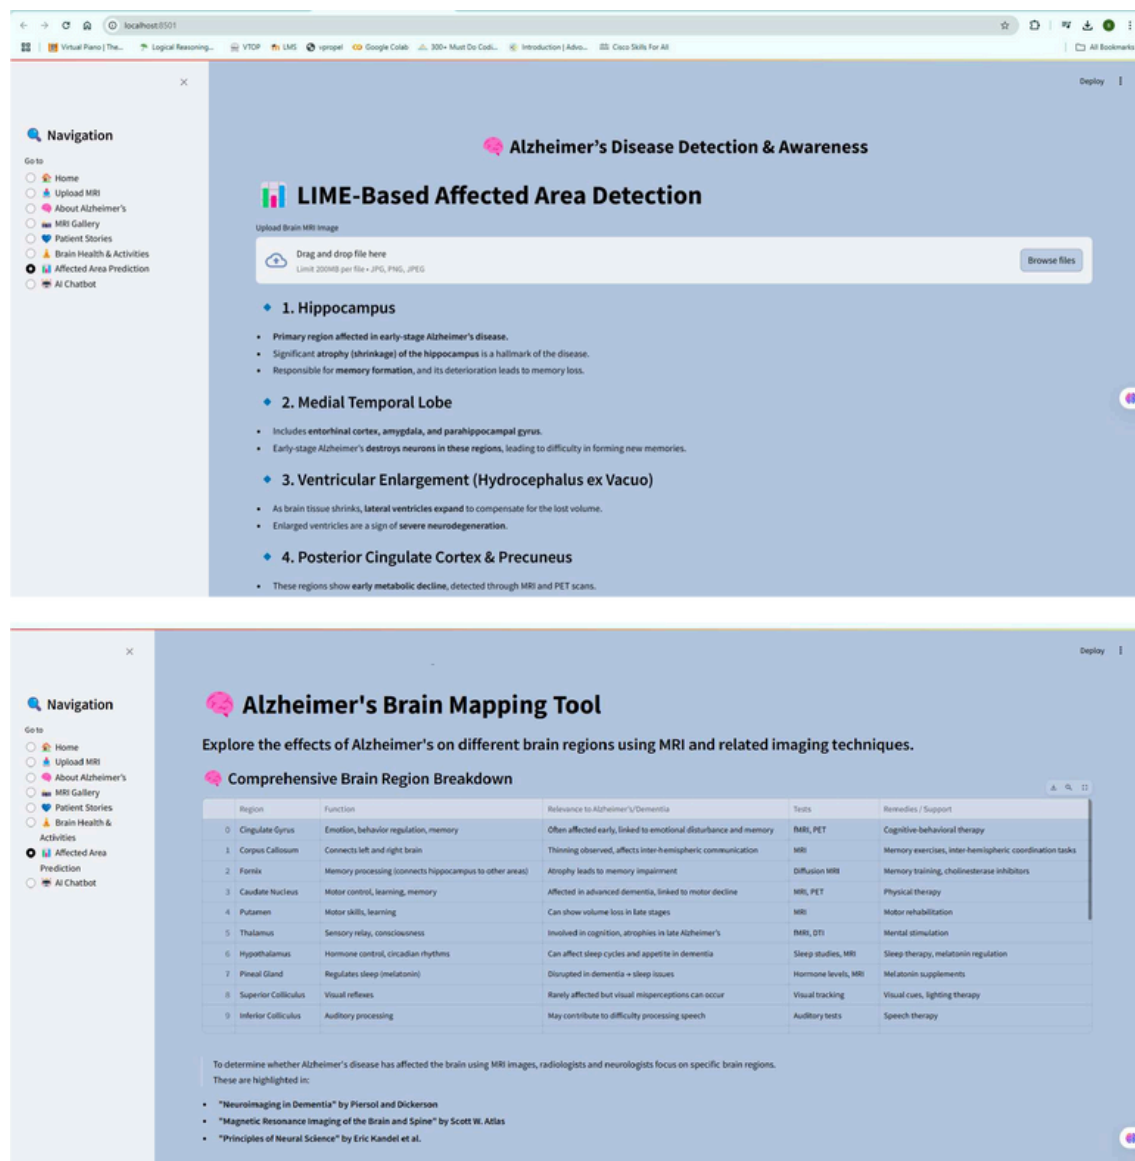 localhost:8501
Virtual Piano | The...
Logical Reasoning...
VTOP
LMS
vpropel
Google Colab
300+ Must Do Codi...
Introduction | Advo...
Cisco Skills For All
All Bookmarks
Deploy
Navigation
Go to
Home
Upload MRI
About Alzheimer's
MRI Gallery
Patient Stories
Brain Health & Activities
Affected Area Prediction
AI Chatbot
Alzheimer's Disease Detection & Awareness
LIME-Based Affected Area Detection
Upload Brain MRI Image
Drag and drop file here
Limit 200MB per file • JPG, PNG, JPEG
Browse files
1. Hippocampus
• Primary region affected in early-stage Alzheimer's disease.
• Significant atrophy (shrinkage) of the hippocampus is a hallmark of the disease.
• Responsible for memory formation, and its deterioration leads to memory loss.
2. Medial Temporal Lobe
• Includes entorhinal cortex, amygdala, and parahippocampal gyrus.
• Early-stage Alzheimer's destroys neurons in these regions, leading to difficulty in forming new memories.
3. Ventricular Enlargement (Hydrocephalus ex Vacuo)
• As brain tissue shrinks, lateral ventricles expand to compensate for the lost volume.
• Enlarged ventricles are a sign of severe neurodegeneration.
4. Posterior Cingulate Cortex & Precuneus
• These regions show early metabolic decline, detected through MRI and PET scans.
Deploy
Navigation
Go to
Home
Upload MRI
About Alzheimer's
MRI Gallery
Patient Stories
Brain Health &
Activities
Affected Area
Prediction
AI Chatbot
Alzheimer's Brain Mapping Tool
Explore the effects of Alzheimer's on different brain regions using MRI and related imaging techniques.
Comprehensive Brain Region Breakdown
Region Function Relevance to Alzheimer's/Dementia Tests Remedies / Support
0 Cingulate Gyrus Emotion, behavior regulation, memory Often affected early, linked to emotional disturbance and memory fMRI, PET Cognitive-behavioral therapy
1 Corpus Callosum Connects left and right brain Thinning observed, affects inter-hemispheric communication MRI Memory exercises, inter-hemispheric coordination tasks
2 Fornix Memory processing (connects hippocampus to other areas) Atrophy leads to memory impairment Diffusion MRI Memory training, cholinesterase inhibitors
3 Caudate Nucleus Motor control, learning, memory Affected in advanced dementia, linked to motor decline MRI, PET Physical therapy
4 Putamen Motor skills, learning Can show volume loss in late stages MRI Motor rehabilitation
5 Thalamus Sensory relay, consciousness Involved in cognition, atrophies in late Alzheimer's fMRI, DTI Mental stimulation
6 Hypothalamus Hormone control, circadian rhythms Can affect sleep cycles and appetite in dementia Sleep studies, MRI Sleep therapy, melatonin regulation
7 Pineal Gland Regulates sleep (melatonin) Disrupted in dementia → sleep issues Hormone levels, MRI Melatonin supplements
8 Superior Colliculus Visual reflexes Rarely affected but visual misperceptions can occur Visual tracking Visual cues, lighting therapy
9 Inferior Colliculus Auditory processing May contribute to difficulty processing speech Auditory tests Speech therapy
To determine whether Alzheimer's disease has affected the brain using MRI images, radiologists and neurologists focus on specific brain regions.
These are highlighted in:
• "Neuroimaging in Dementia" by Piersol and Dickerson
• "Magnetic Resonance Imaging of the Brain and Spine" by Scott W. Atlas
• "Principles of Neural Science" by Eric Kandel et al.